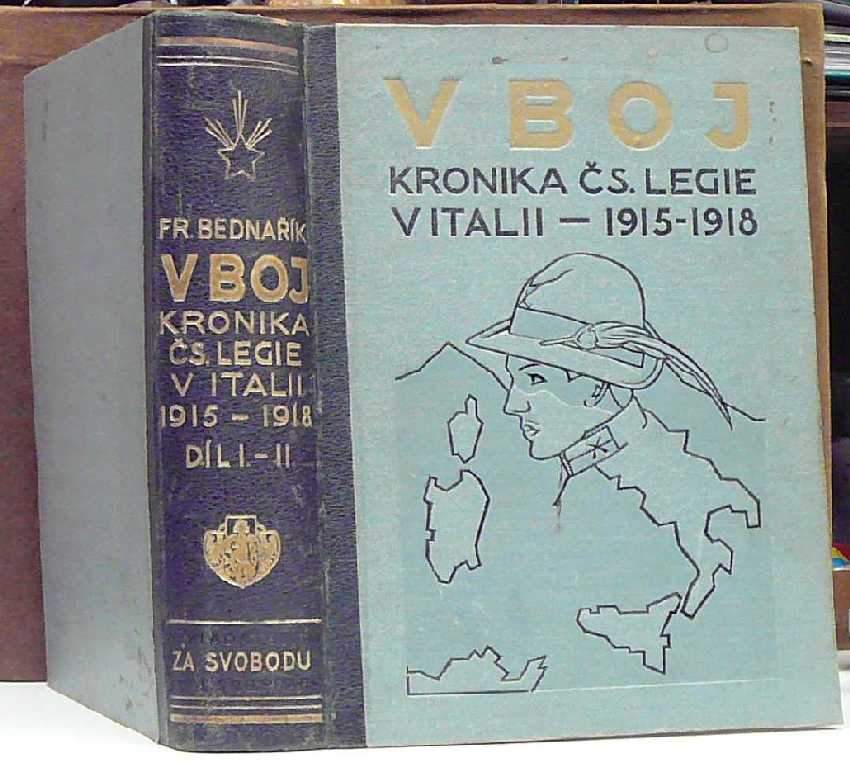 FR. BEDNAŘÍK
V BOJ
KRONIKA
ČS. LEGIE
V ITALII
1915 - 1918
DÍL I. - II
ZA SVOBODU
V BOJ
KRONIKA ČS. LEGIE
V ITALII — 1915-1918